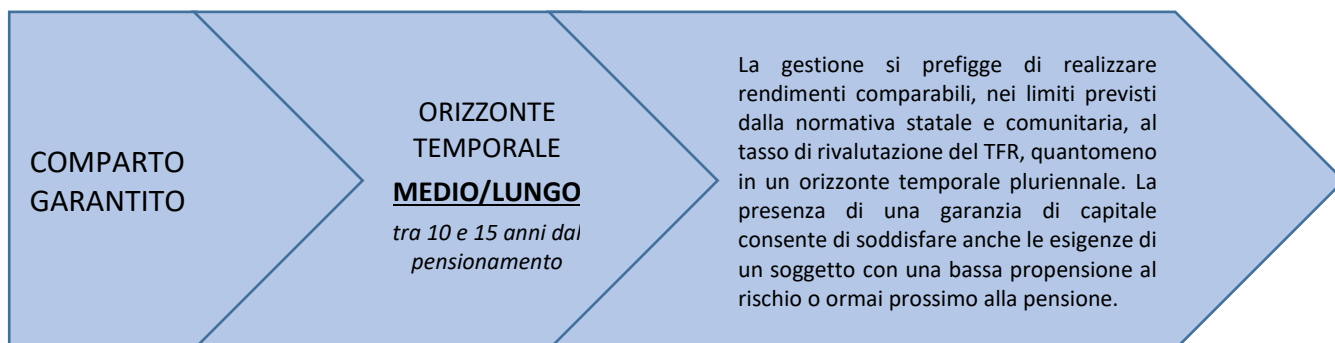 COMPARTO
GARANTITO
ORIZZONTE
TEMPORALE
MEDIO/LUNGO
tra 10 e 15 anni dal
pensionamento
La gestione si prefigge di realizzare
rendimenti comparabili, nei limiti previsti
dalla normativa statale e comunitaria, al
tasso di rivalutazione del TFR, quantomeno
in un orizzonte temporale pluriennale. La
presenza di una garanzia di capitale
consente di soddisfare anche le esigenze di
un soggetto con una bassa propensione al
rischio o ormai prossimo alla pensione.